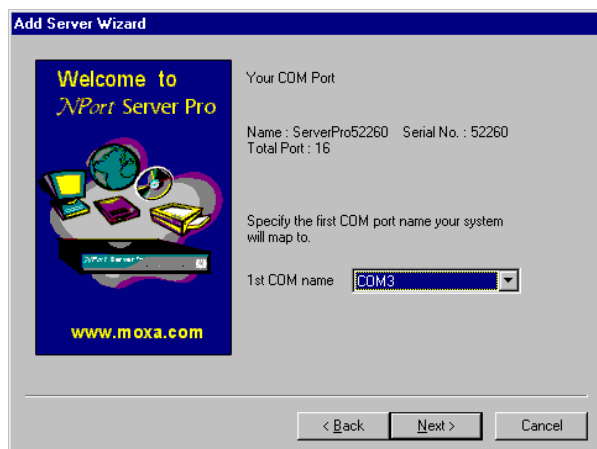 Add Server Wizard
Welcome to
NPort Server Pro
www.moxa.com
Your COM Port
Name : ServerPro52260 Serial No. : 52260
Total Port : 16
Specify the first COM port name your system
will map to.
1st COM name COM3
< Back Next > Cancel